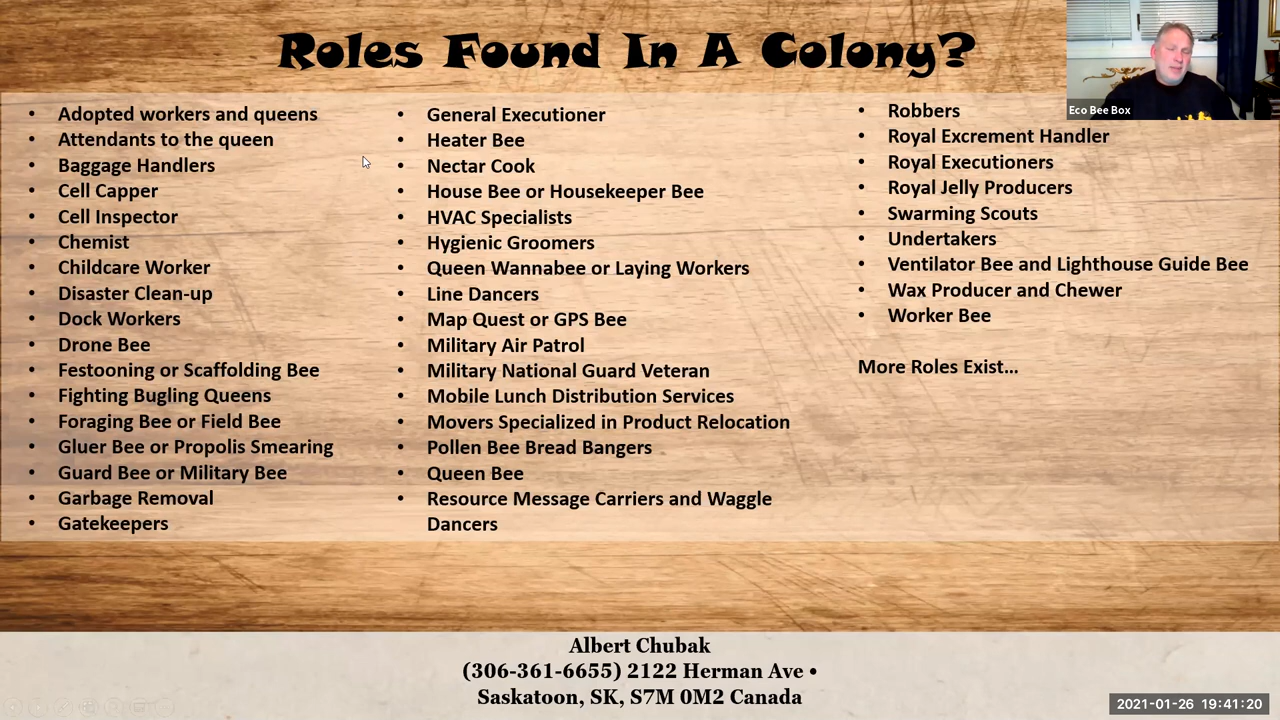 Roles Found In A Colony?
• Adopted workers and queens
• Attendants to the queen
• Baggage Handlers
• Cell Capper
• Cell Inspector
• Chemist
• Childcare Worker
• Disaster Clean-up
• Dock Workers
• Drone Bee
• Festooning or Scaffolding Bee
• Fighting Bugling Queens
• Foraging Bee or Field Bee
• Gluer Bee or Propolis Smearing
• Guard Bee or Military Bee
• Garbage Removal
• Gatekeepers
• General Executioner
• Heater Bee
• Nectar Cook
• House Bee or Housekeeper Bee
• HVAC Specialists
• Hygienic Groomers
• Queen Wannabee or Laying Workers
• Line Dancers
• Map Quest or GPS Bee
• Military Air Patrol
• Military National Guard Veteran
• Mobile Lunch Distribution Services
• Movers Specialized in Product Relocation
• Pollen Bee Bread Bangers
• Queen Bee
• Resource Message Carriers and Waggle
Dancers
• Robbers
• Royal Excrement Handler
• Royal Executioners
• Royal Jelly Producers
• Swarming Scouts
• Undertakers
• Ventilator Bee and Lighthouse Guide Bee
• Wax Producer and Chewer
• Worker Bee
More Roles Exist...
Eco Bee Box
Albert Chubak
(306-361-6655) 2122 Herman Ave •
Saskatoon, SK, S7M 0M2 Canada
2021-01-26 19:41:20